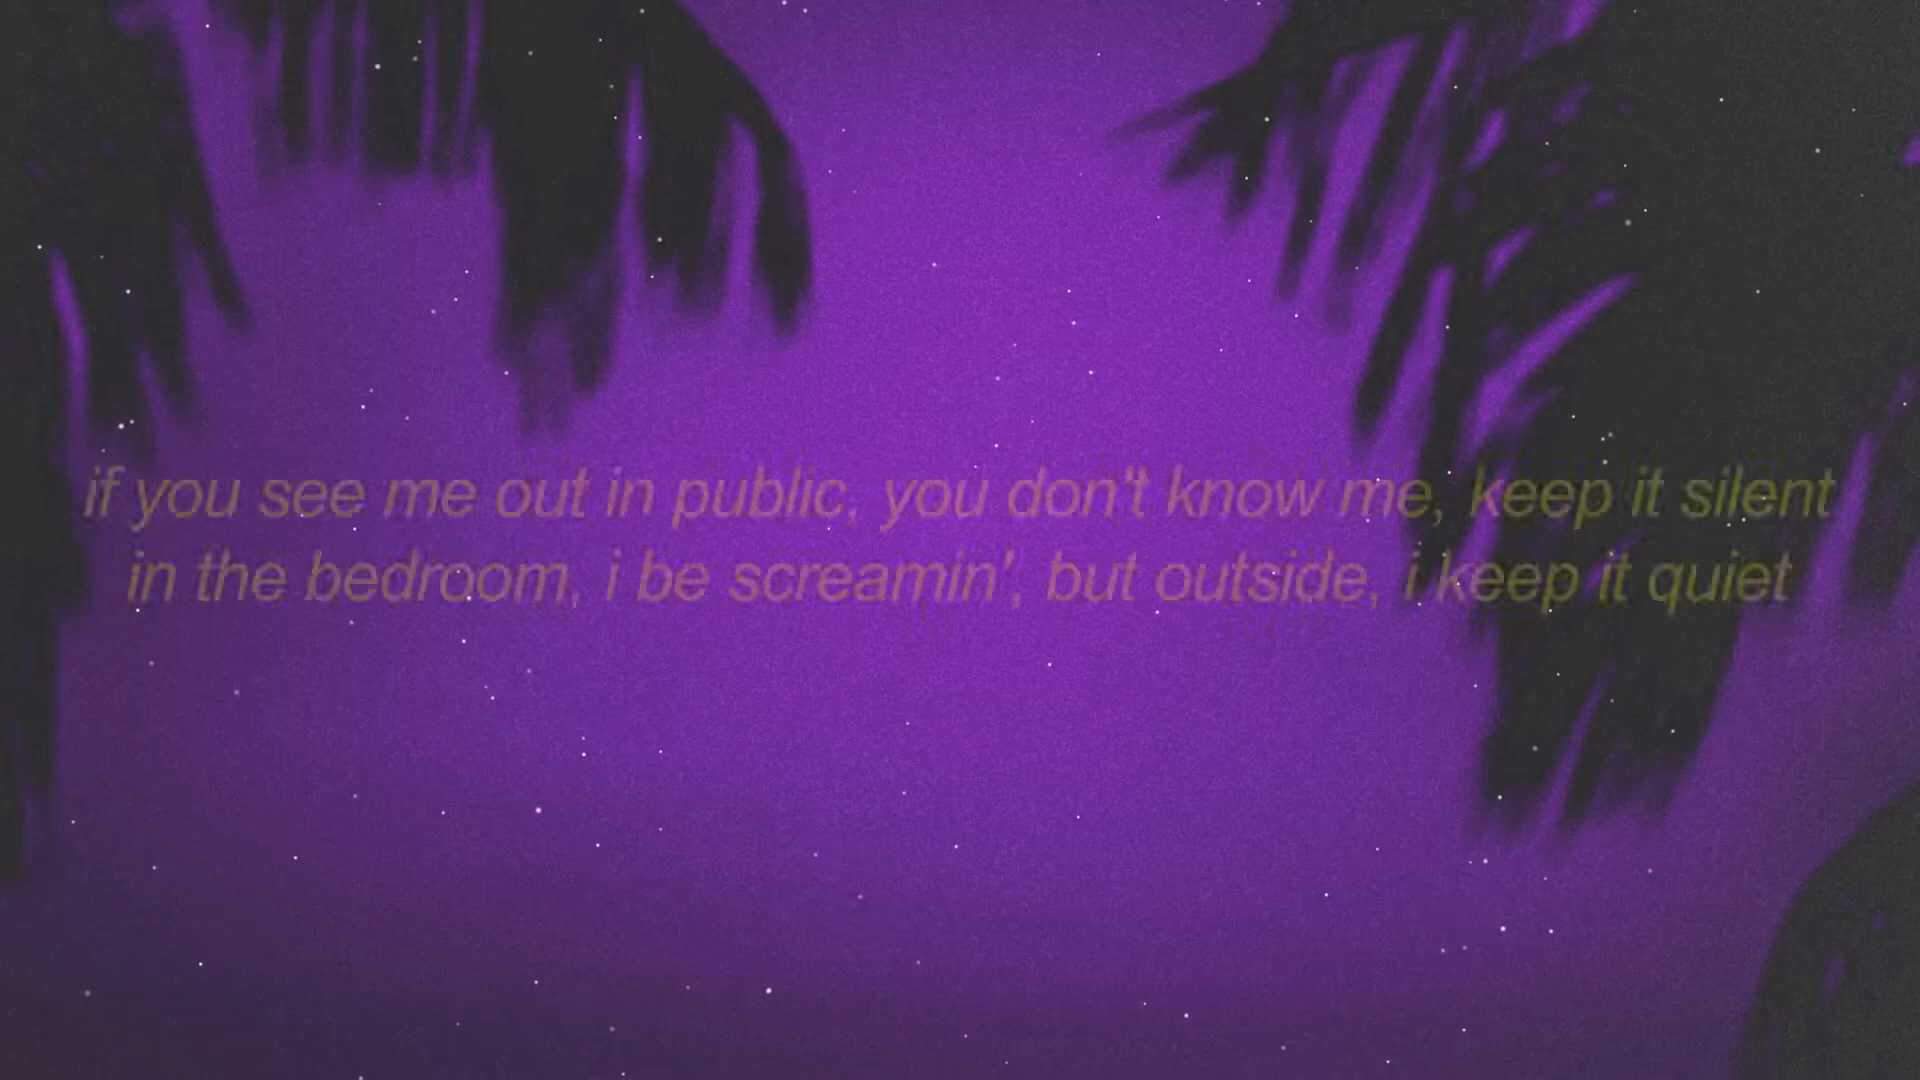 if you see me out in public, you don't know me, keep it silent
in the bedroom, i be screamin', but outside, i keep it quiet